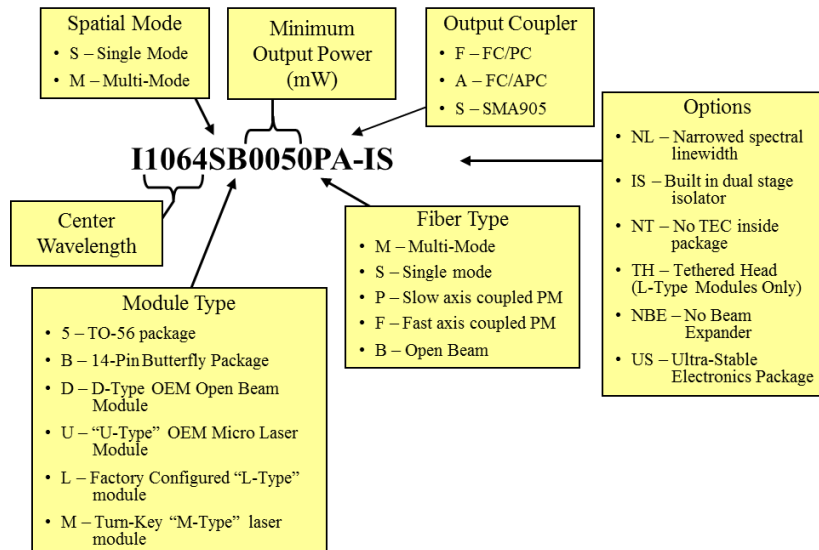 Spatial Mode
• S – Single Mode
• M – Multi-Mode
Minimum
Output Power
(mW)
Output Coupler
• F – FC/PC
• A – FC/APC
• S – SMA905
I1064SB0050PA-IS
Center
Wavelength
Module Type
• 5 – TO-56 package
• B – 14-Pin Butterfly Package
• D – D-Type OEM Open Beam
Module
• U – “U-Type” OEM Micro Laser
Module
• L – Factory Configured “L-Type”
module
• M – Turn-Key “M-Type” laser
module
Fiber Type
• M – Multi-Mode
• S – Single mode
• P – Slow axis coupled PM
• F – Fast axis coupled PM
• B – Open Beam
Options
• NL – Narrowed spectral
linewidth
• IS – Built in dual stage
isolator
• NT – No TEC inside
package
• TH – Tethered Head
(L-Type Modules Only)
• NBE – No Beam
Expander
• US – Ultra-Stable
Electronics Package